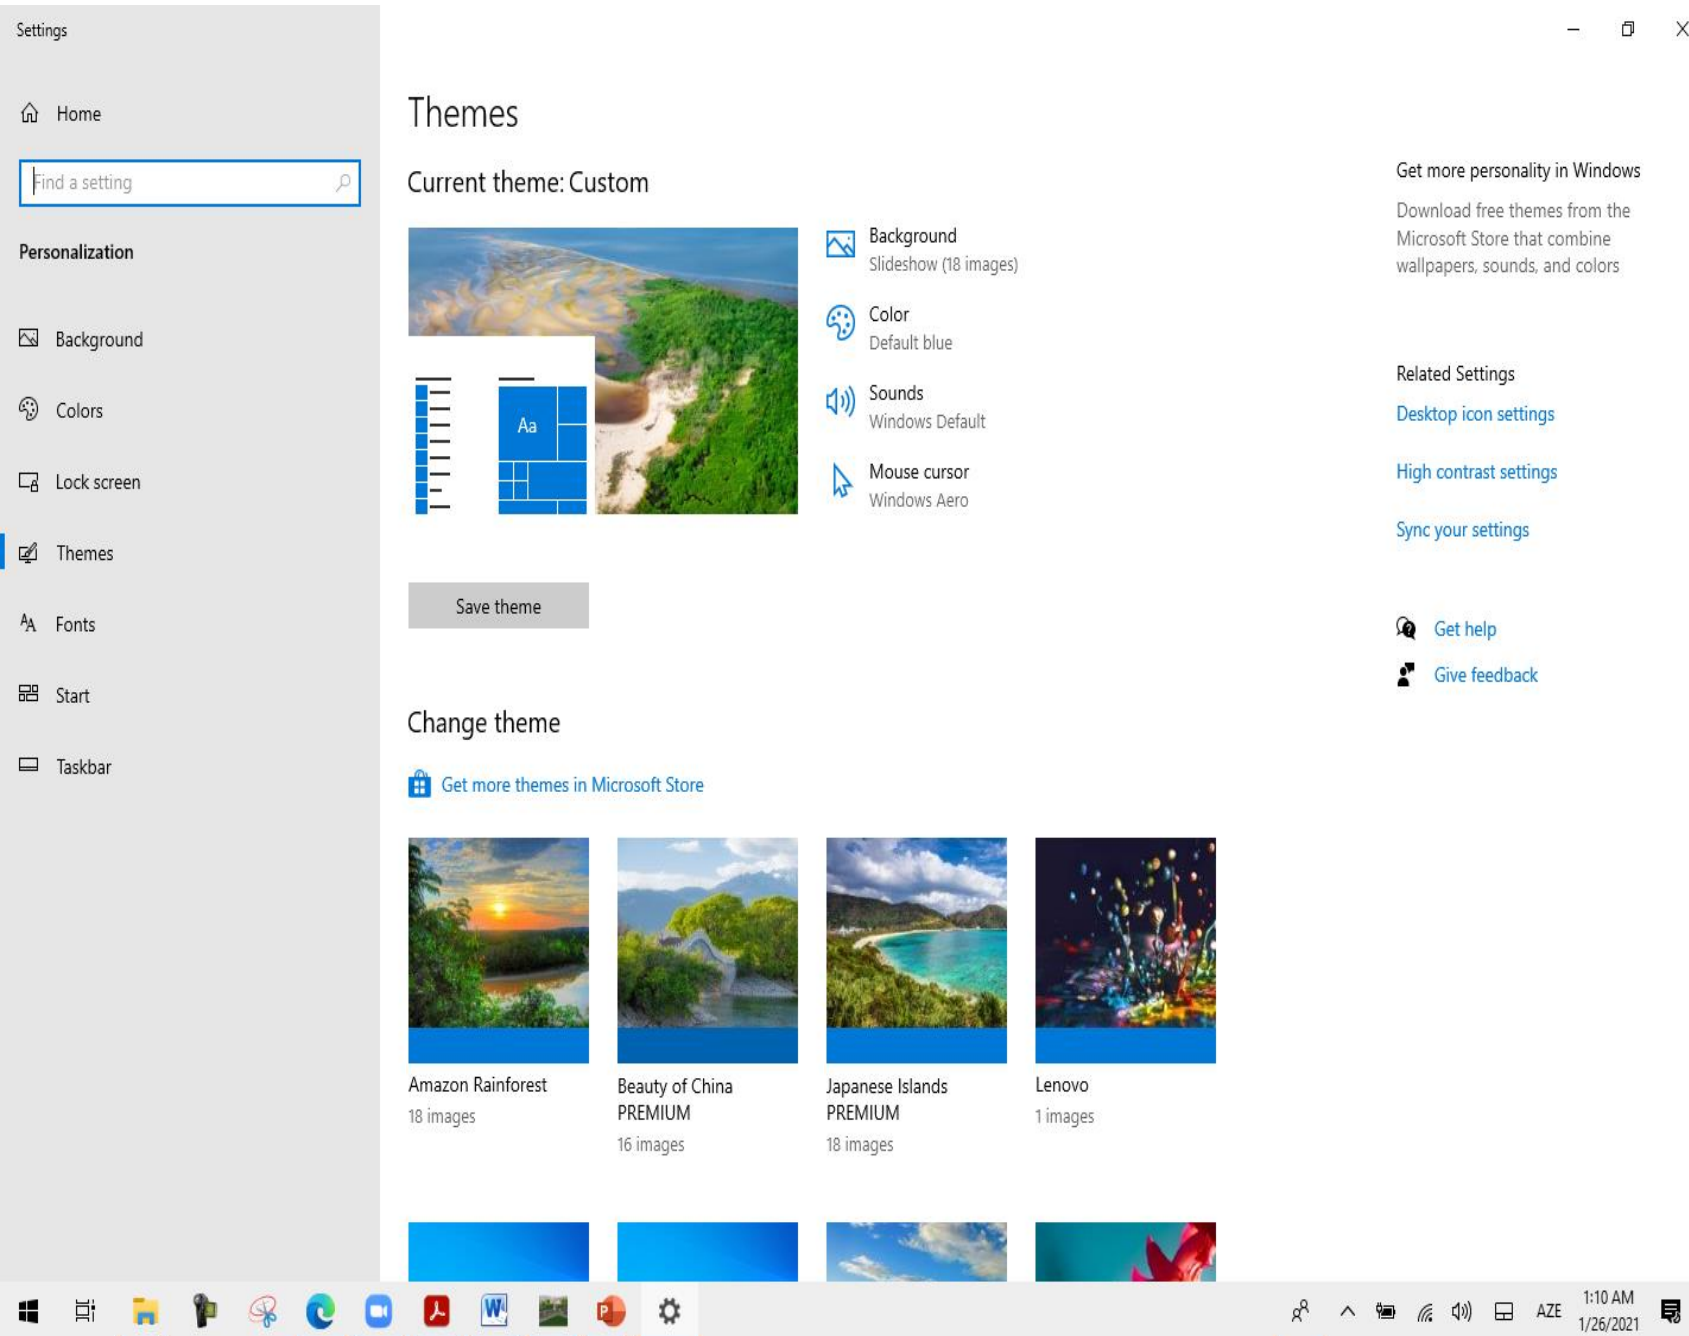 Settings
Home
Find a setting
Personalization
Background
Colors
Lock screen
Themes
Fonts
Start
Taskbar
Themes
Current theme: Custom
Aa
Background
Slideshow (18 images)
Color
Default blue
Sounds
Windows Default
Mouse cursor
Windows Aero
Save theme
Change theme
Get more themes in Microsoft Store
Amazon Rainforest
18 images
Beauty of China
PREMIUM
16 images
Japanese Islands
PREMIUM
18 images
Lenovo
1 images
Get more personality in Windows
Download free themes from the
Microsoft Store that combine
wallpapers, sounds, and colors
Related Settings
Desktop icon settings
High contrast settings
Sync your settings
Get help
Give feedback
AZE
1:10 AM
1/26/2021